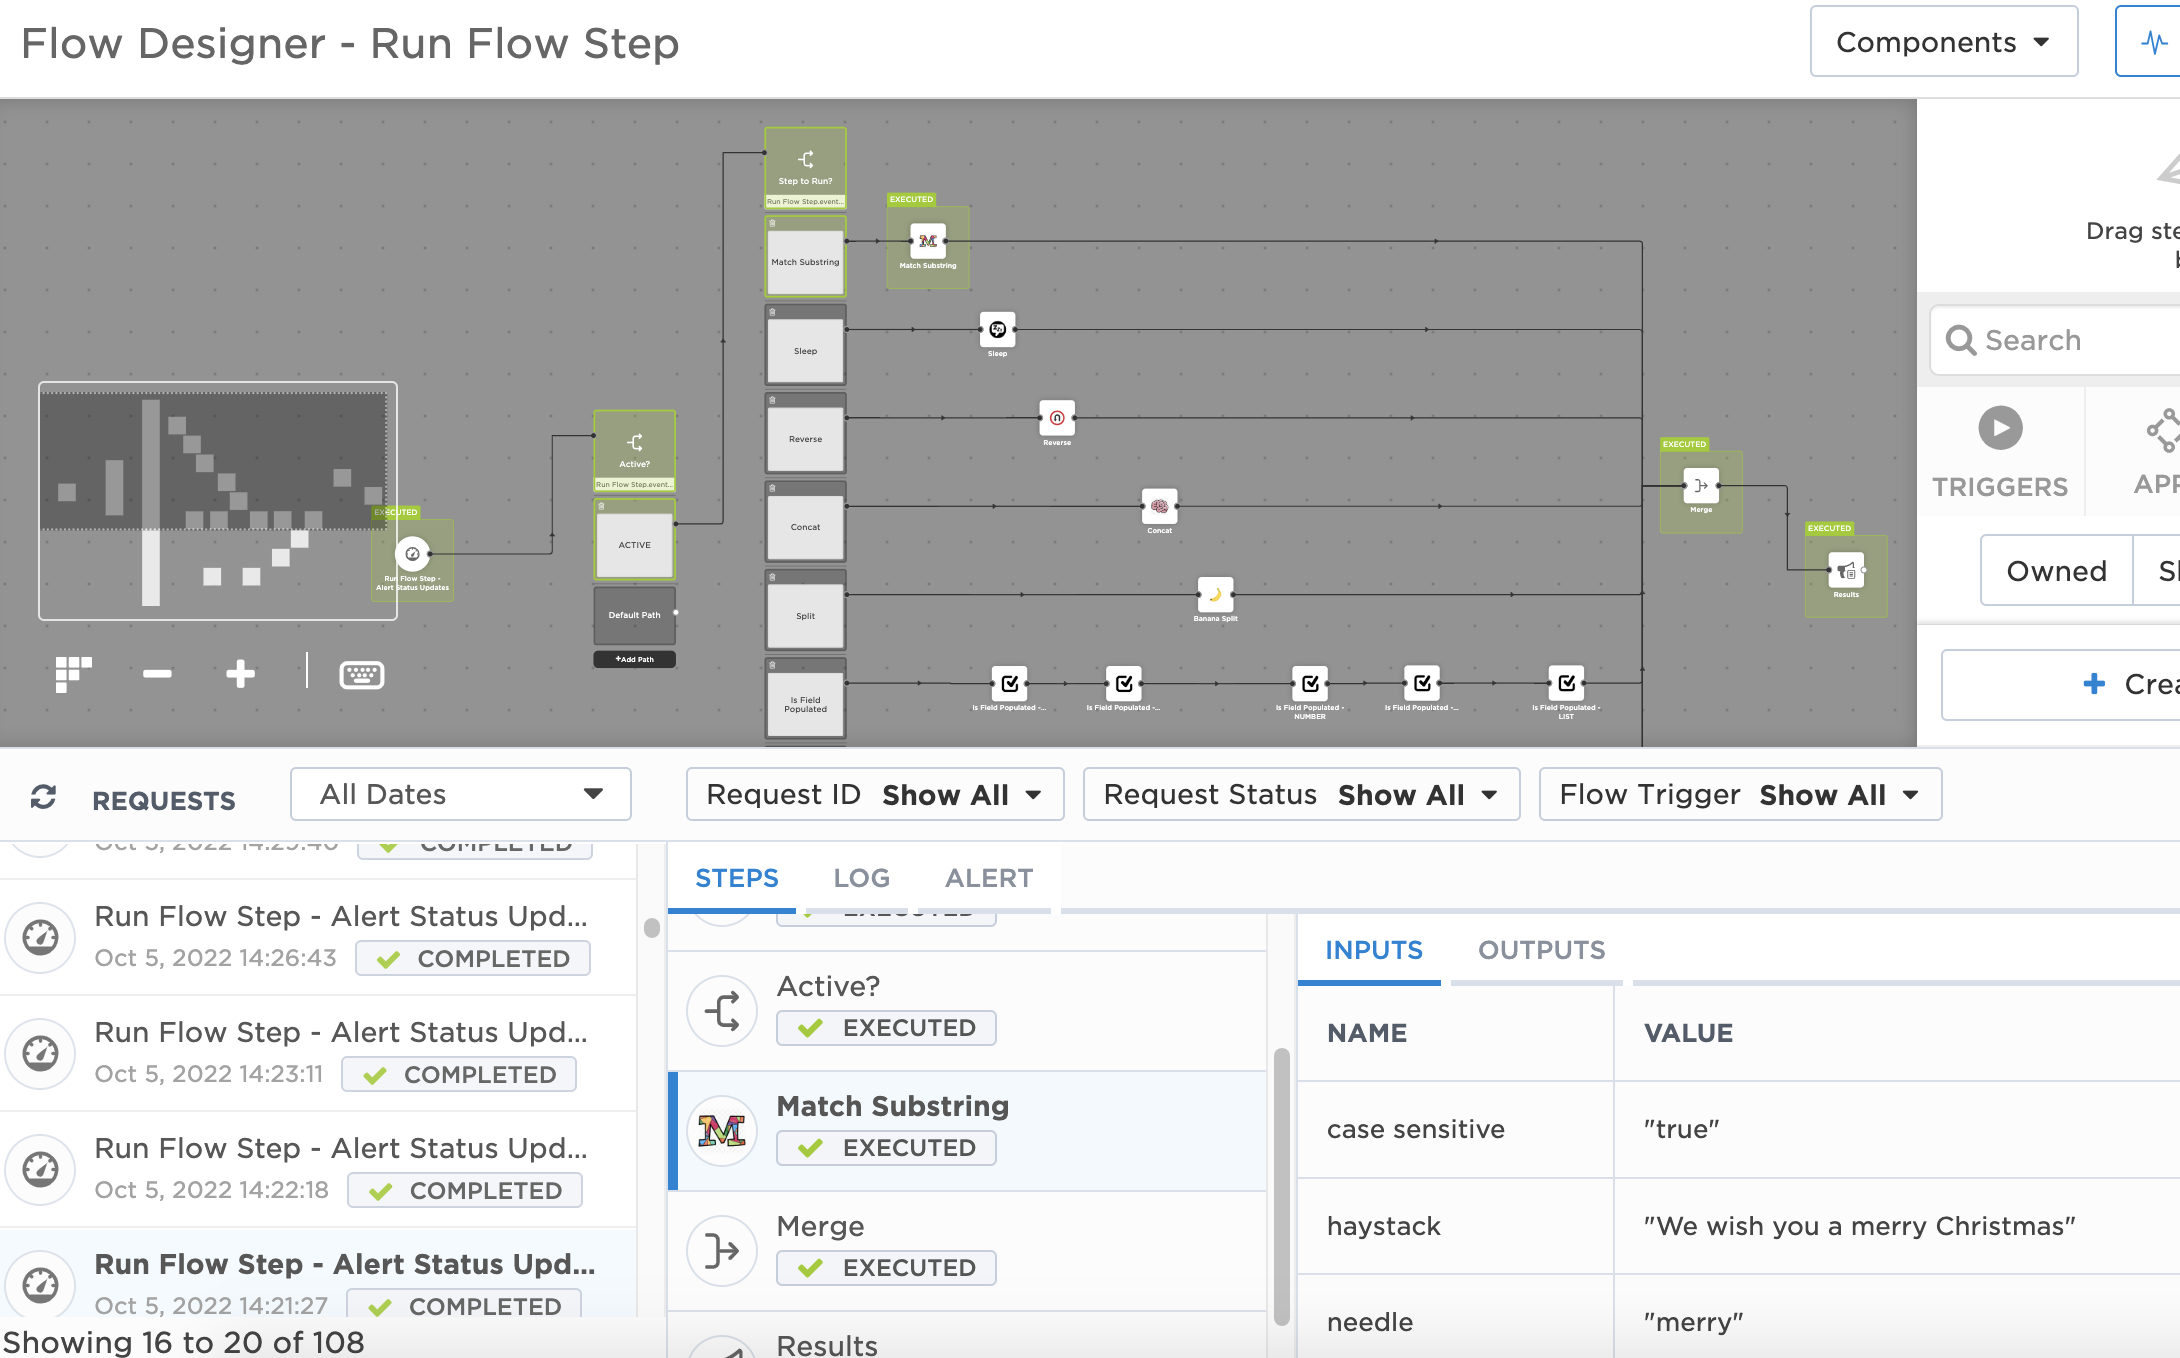 Flow Designer - Run Flow Step
Components
Step to Run?
Run Flow Step.event...
EXECUTED
Match Substring
Match Substring
Sleep
Sleep
Reverse
Reverse
Concat
Concat
Split
Banana Split
Is Field
Populated
Is Field Populated -...
Is Field Populated -...
Is Field Populated -
NUMBER
Is Field Populated -...
Is Field Populated -
LIST
Active?
Run Flow Step.event...
ACTIVE
Default Path
+Add Path
EXECUTED
Run Flow Step -
Alert Status Updates
EXECUTED
Merge
EXECUTED
Results
Drag ste
Search
TRIGGERS
APP
Owned
+ Crea
REQUESTS
All Dates
Request ID Show All
Request Status Show All
Flow Trigger Show All
Oct 5, 2022 COMPLETED
Run Flow Step - Alert Status Upd...
Oct 5, 2022 14:26:43 COMPLETED
Run Flow Step - Alert Status Upd...
Oct 5, 2022 14:23:11 COMPLETED
Run Flow Step - Alert Status Upd...
Oct 5, 2022 14:22:18 COMPLETED
Run Flow Step - Alert Status Upd...
Oct 5, 2022 14:21:27 COMPLETED
Showing 16 to 20 of 108
STEPS LOG ALERT
EXECUTED
Active?
EXECUTED
Match Substring
EXECUTED
Merge
EXECUTED
Results
INPUTS OUTPUTS
NAME VALUE
case sensitive "true"
haystack "We wish you a merry Christmas"
needle "merry"